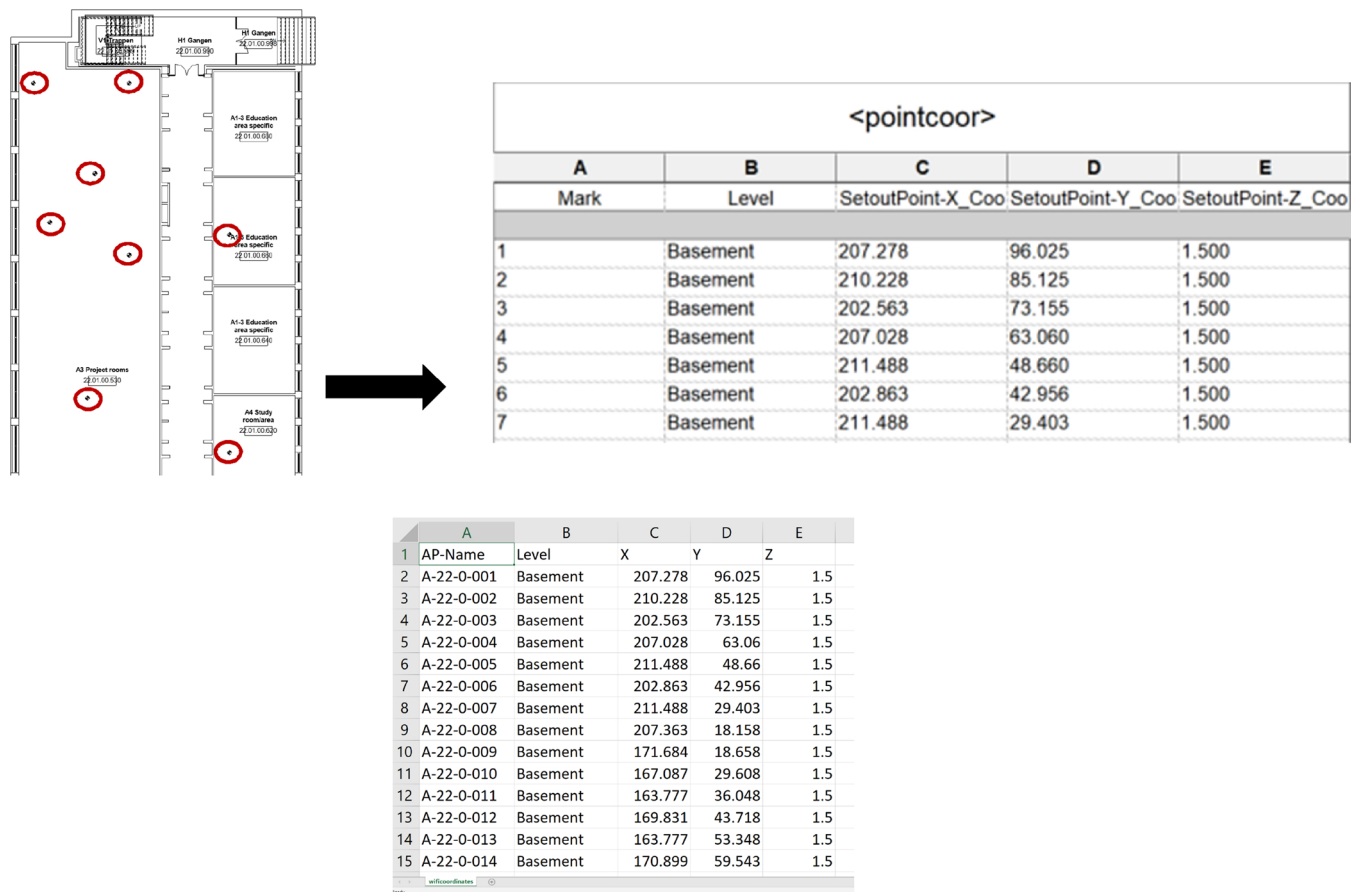 H1 Gangen
V1 Trappen
H1 Gangen
22.01.00.990
A1-3 Education
area specific
A1-3 Education
area specific
22.01.00.640
A3 Project rooms
A4 Study
room/area
22.01.00.620
<pointcoor>
A B C D E
Mark Level SetoutPoint-X_Coo SetoutPoint-Y_Coo SetoutPoint-Z_Coo
1 Basement 207.278 96.025 1.500
2 Basement 210.228 85.125 1.500
3 Basement 202.563 73.155 1.500
4 Basement 207.028 63.060 1.500
5 Basement 211.488 48.660 1.500
6 Basement 202.863 42.956 1.500
7 Basement 211.488 29.403 1.500
A B C D E
1 AP-Name Level X Y Z
2 A-22-0-001 Basement 207.278 96.025 1.5
3 A-22-0-002 Basement 210.228 85.125 1.5
4 A-22-0-003 Basement 202.563 73.155 1.5
5 A-22-0-004 Basement 207.028 63.06 1.5
6 A-22-0-005 Basement 211.488 48.66 1.5
7 A-22-0-006 Basement 202.863 42.956 1.5
8 A-22-0-007 Basement 211.488 29.403 1.5
9 A-22-0-008 Basement 207.363 18.158 1.5
10 A-22-0-009 Basement 171.684 18.658 1.5
11 A-22-0-010 Basement 167.087 29.608 1.5
12 A-22-0-011 Basement 163.777 36.048 1.5
13 A-22-0-012 Basement 169.831 43.718 1.5
14 A-22-0-013 Basement 163.777 53.348 1.5
15 A-22-0-014 Basement 170.899 59.543 1.5
wificoordinates